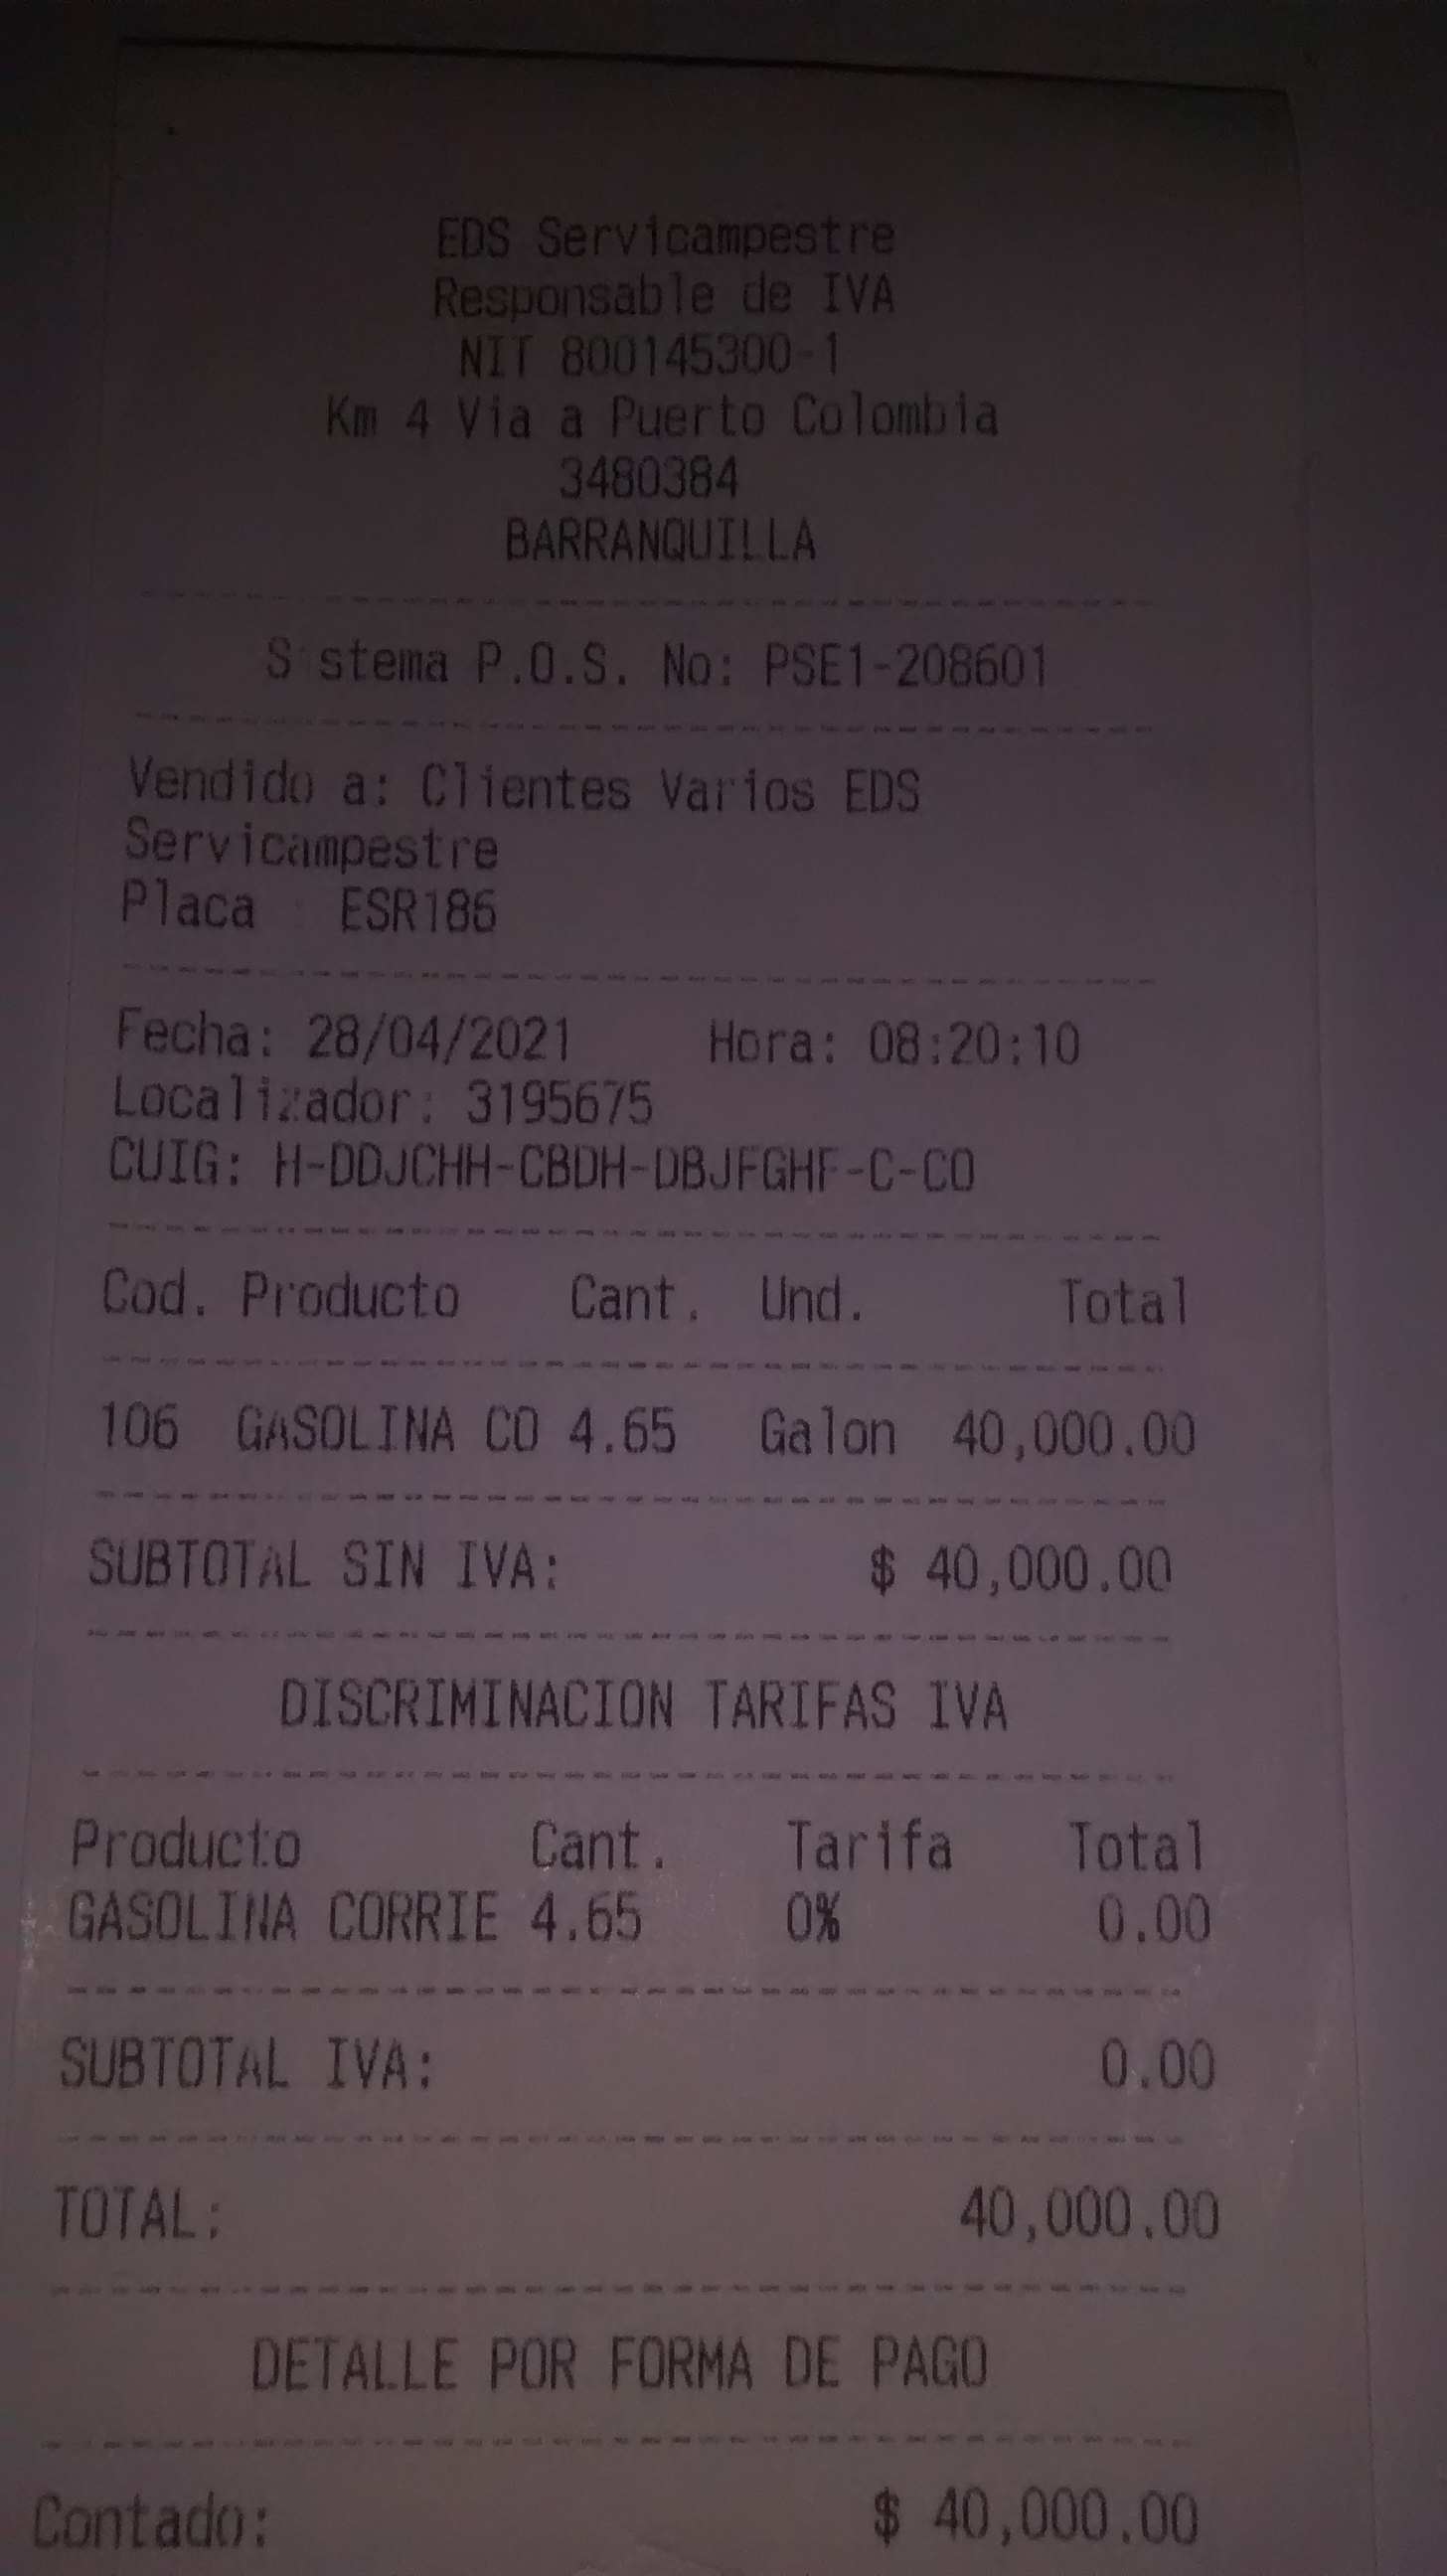 EDS Servicampestre
Responsable de IVA
NIT 800145300-1
Km 4 Via a Puerto Colombia
3480384
BARRANQUILLA
Sistema P.O.S. No: PSE1-208601
Vendido a: Clientes Varios EDS
Servicampestre
Placa : ESR186
Fecha: 28/04/2021 Hora: 08:20:10
Localizador: 3195675
CUIG: H-DDJCHH-CBDH-DBJFGHF-C-CO
Cod. Producto Cant. Und. Total
106 GASOLINA CO 4.65 Galon 40,000.00
SUBTOTAL SIN IVA: $ 40,000.00
DISCRIMINACION TARIFAS IVA
Producto Cant. Tarifa Total
GASOLINA CORRIE 4.65 0% 0.00
SUBTOTAL IVA: 0.00
TOTAL: 40,000.00
DETALLE POR FORMA DE PAGO
Contado: $ 40,000.00